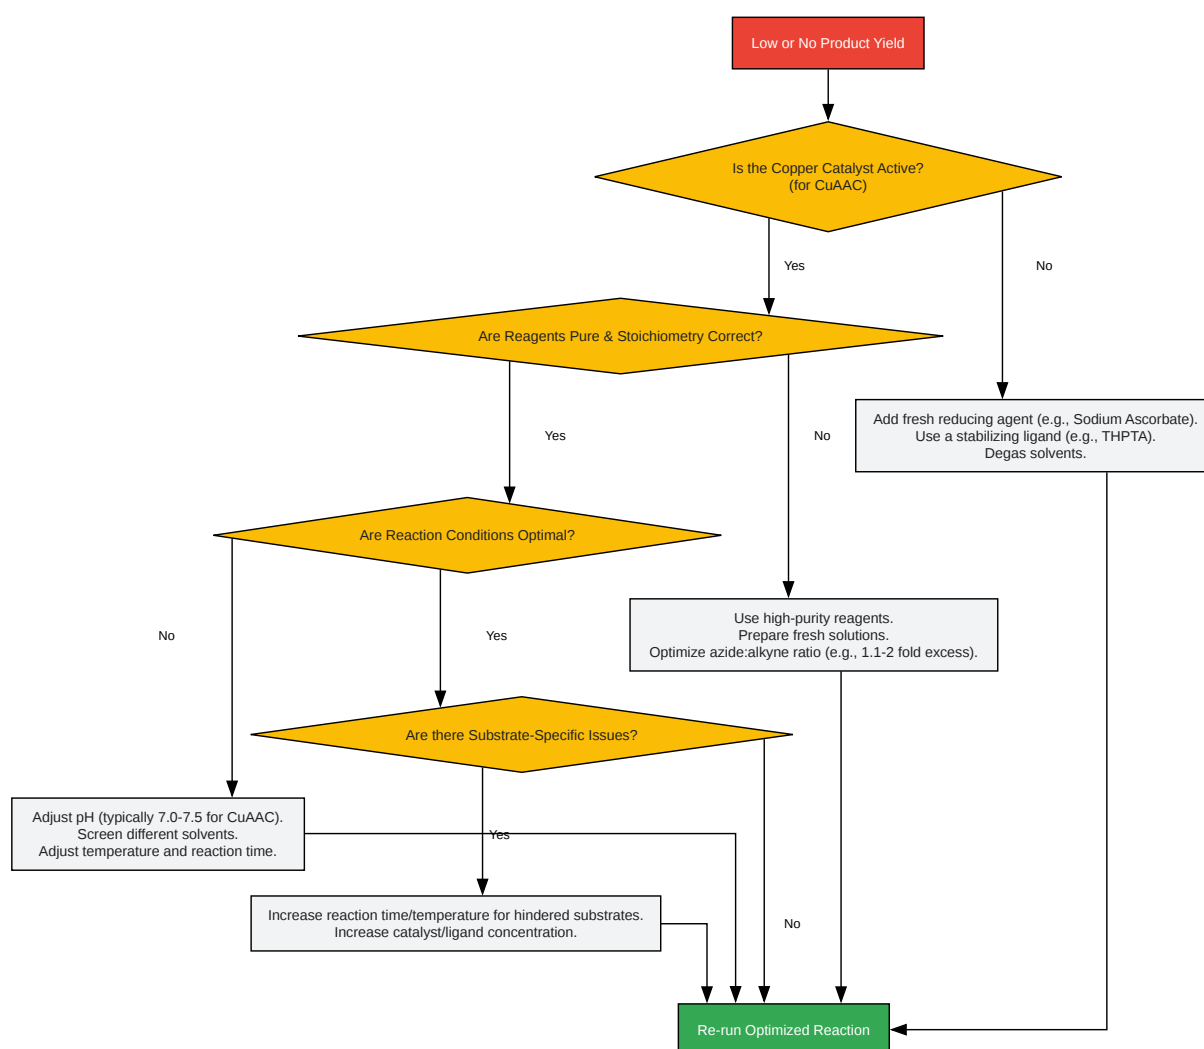 Low or No Product Yield
Is the Copper Catalyst Active?
(for CuAAC)
Yes
No
Are Reagents Pure & Stoichiometry Correct?
Add fresh reducing agent (e.g., Sodium Ascorbate).
Use a stabilizing ligand (e.g., THPTA).
Degas solvents.
Yes
No
Are Reaction Conditions Optimal?
Use high-purity reagents.
Prepare fresh solutions.
Optimize azide:alkyne ratio (e.g., 1.1-2 fold excess).
No
Yes
Are there Substrate-Specific Issues?
Adjust pH (typically 7.0-7.5 for CuAAC).
Screen different solvents.
Adjust temperature and reaction time.
Yes
Increase reaction time/temperature for hindered substrates.
Increase catalyst/ligand concentration.
No
Re-run Optimized Reaction